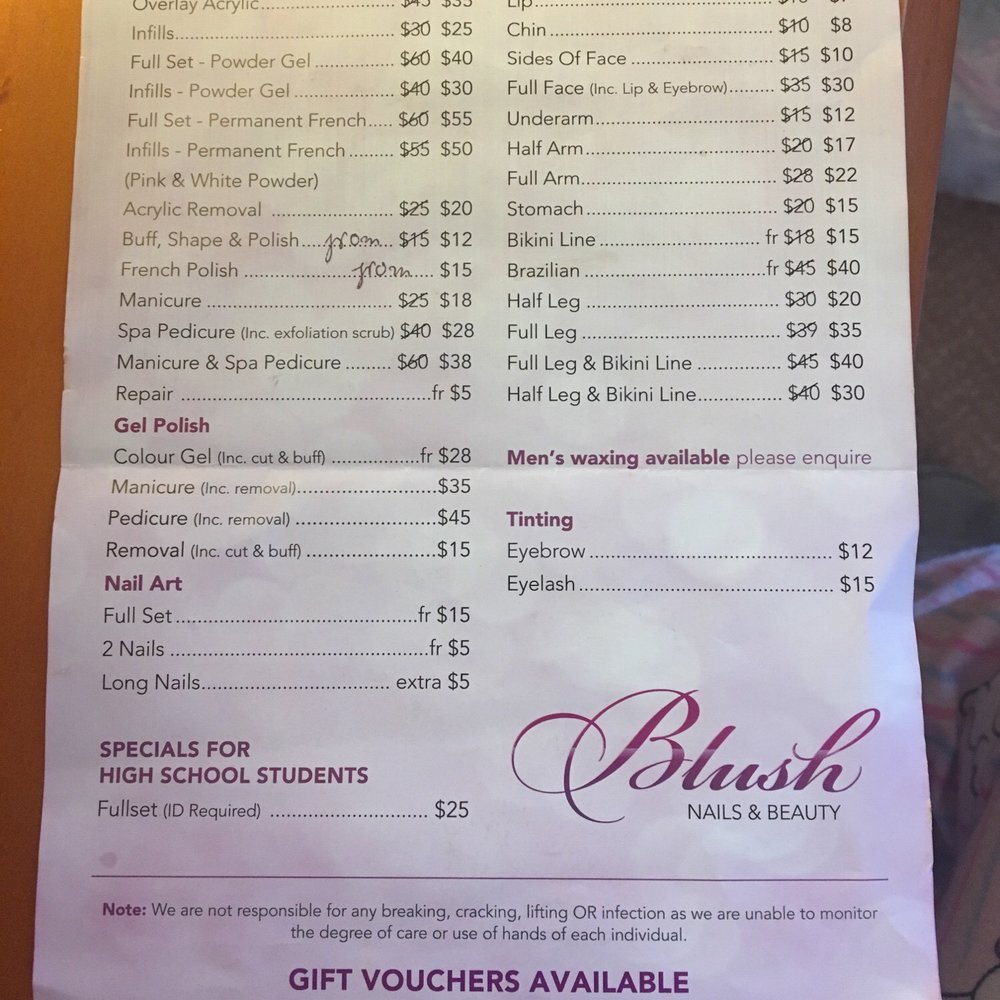 Overlay Acrylic...... $45 $35
Infills.................................... $30 $25
Full Set - Powder Gel ............... $60 $40
Infills - Powder Gel ................... $40 $30
Full Set - Permanent French..... $60 $55
Infills - Permanent French ......... $55 $50
(Pink & White Powder)
Acrylic Removal .................... $25 $20
Buff, Shape & Polish....from.. $15 $12
French Polish ..................from.... $15
Manicure ................................ $25 $18
Spa Pedicure (Inc. exfoliation scrub) $40 $28
Manicure & Spa Pedicure ......... $60 $38
Repair ..........................................fr $5
Gel Polish
Colour Gel (Inc. cut & buff) ...............fr $28
Manicure (Inc. removal).......................$35
Pedicure (Inc. removal) .......................$45
Removal (Inc. cut & buff) .....................$15
Nail Art
Full Set.........................................fr $15
2 Nails ...........................................fr $5
Long Nails................................ extra $5
SPECIALS FOR
HIGH SCHOOL STUDENTS
Fullset (ID Required) ........................... $25
Lip
Chin ....................................... $10 $8
Sides Of Face ......................... $15 $10
Full Face (Inc. Lip & Eyebrow)......... $35 $30
Underarm............................... $15 $12
Half Arm................................. $20 $17
Full Arm.................................. $28 $22
Stomach................................. $20 $15
Bikini Line ........................... fr $18 $15
Brazilian ..............................fr $45 $40
Half Leg ................................. $30 $20
Full Leg .................................. $39 $35
Full Leg & Bikini Line ............... $45 $40
Half Leg & Bikini Line............... $40 $30
Men's waxing available please enquire
Tinting
Eyebrow ........................................... $12
Eyelash ............................................. $15
Blush
NAILS & BEAUTY
Note: We are not responsible for any breaking, cracking, lifting OR infection as we are unable to monitor
the degree of care or use of hands of each individual.
GIFT VOUCHERS AVAILABLE